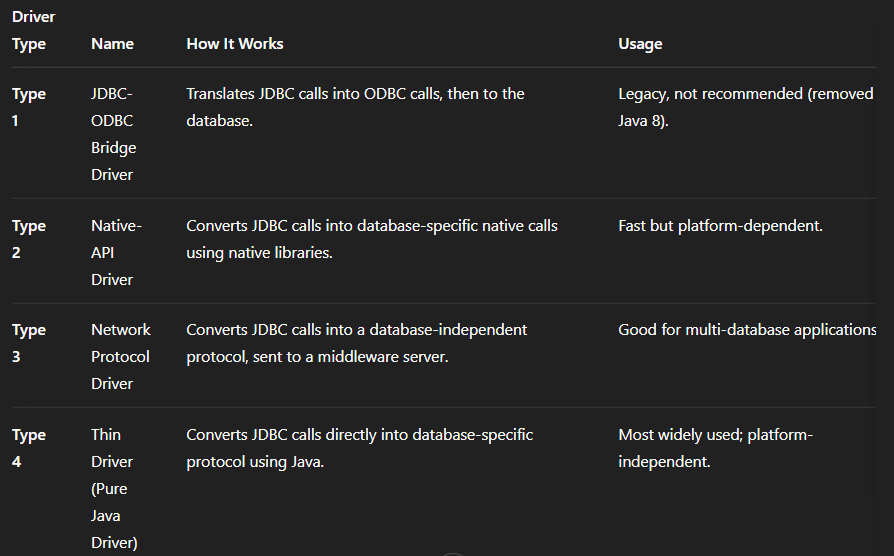 Driver
Type Name How It Works Usage
Type
1
JDBC-
ODBC
Bridge
Driver
Translates JDBC calls into ODBC calls, then to the
database.
Legacy, not recommended (removed
Java 8).
Type
2
Native-
API
Driver
Converts JDBC calls into database-specific native calls
using native libraries.
Fast but platform-dependent.
Type
3
Network
Protocol
Driver
Converts JDBC calls into a database-independent
protocol, sent to a middleware server.
Good for multi-database applications
Type
4
Thin
Driver
(Pure
Java
Driver)
Converts JDBC calls directly into database-specific
protocol using Java.
Most widely used; platform-
independent.